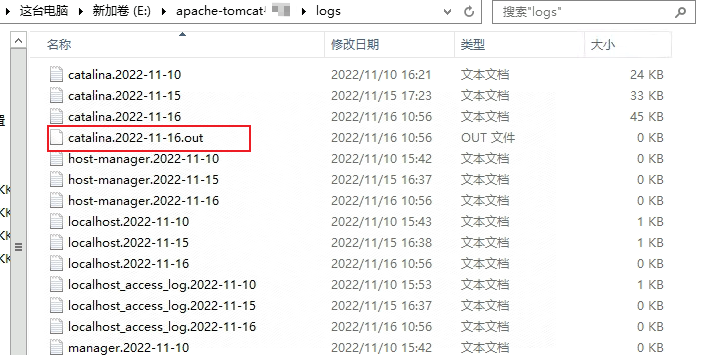 这台电脑 > 新加卷 (E:) > apache-tomcat > logs 搜索"logs"
名称 修改日期 类型 大小
catalina.2022-11-10 2022/11/10 16:21 文本文档 24 KB
catalina.2022-11-15 2022/11/15 17:23 文本文档 33 KB
catalina.2022-11-16 2022/11/16 10:56 文本文档 45 KB
catalina.2022-11-16.out 2022/11/16 10:56 OUT 文件 0 KB
host-manager.2022-11-10 2022/11/10 15:42 文本文档 0 KB
host-manager.2022-11-15 2022/11/15 16:37 文本文档 0 KB
host-manager.2022-11-16 2022/11/16 10:56 文本文档 0 KB
localhost.2022-11-10 2022/11/10 15:43 文本文档 1 KB
localhost.2022-11-15 2022/11/15 16:38 文本文档 1 KB
localhost.2022-11-16 2022/11/16 10:56 文本文档 0 KB
localhost_access_log.2022-11-10 2022/11/10 15:53 文本文档 1 KB
localhost_access_log.2022-11-15 2022/11/15 16:37 文本文档 0 KB
localhost_access_log.2022-11-16 2022/11/16 10:56 文本文档 0 KB
manager.2022-11-10 2022/11/10 15:42 文本文档 0 KB